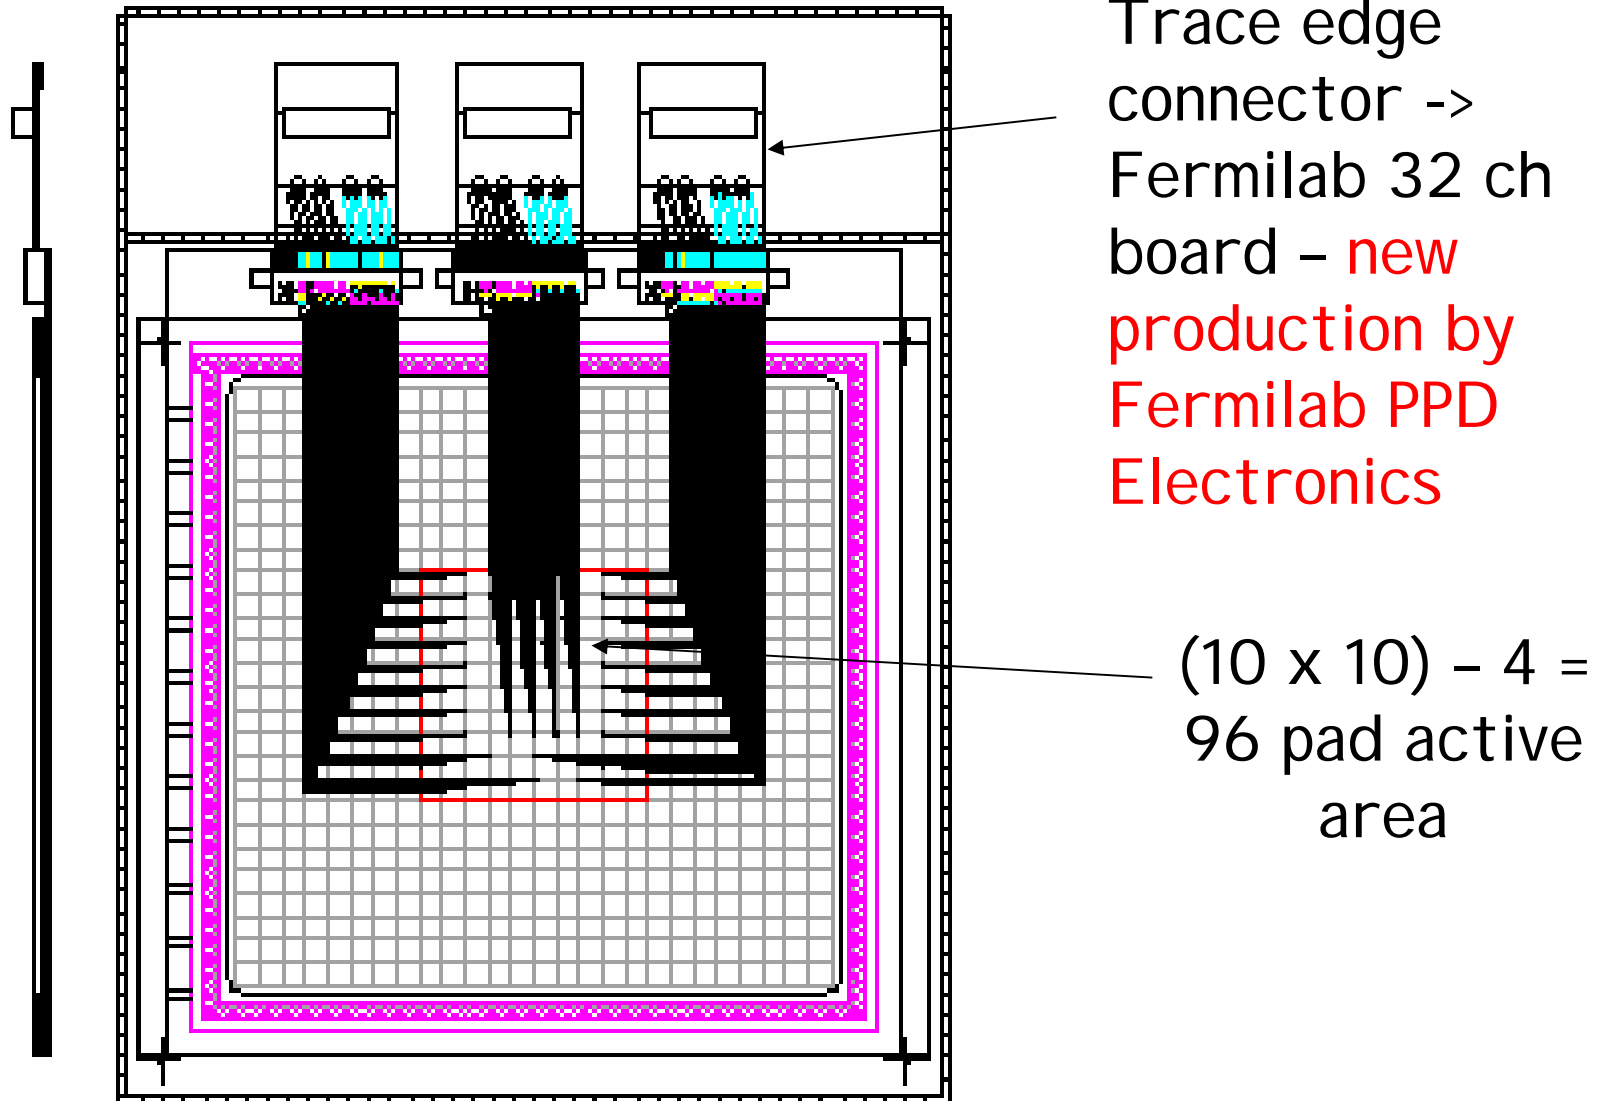 Trace edge
connector ->
Fermilab 32 ch
board – new
production by
Fermilab PPD
Electronics
(10 x 10) – 4 =
96 pad active
area